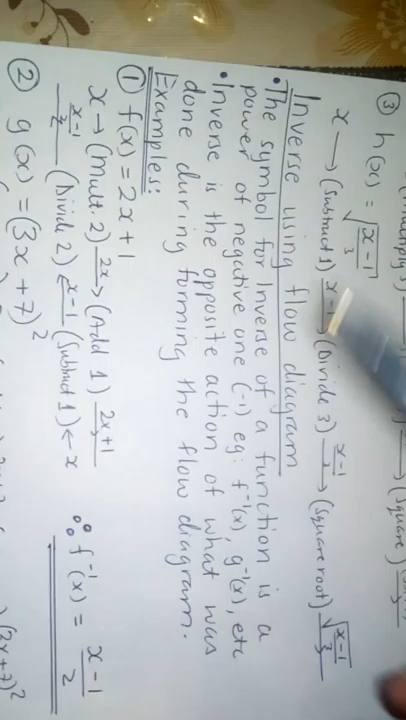 (Multiply 3)
(square)
③ h(x) = √((x-1)/3)
x → (Subtract 1) x-1 → (Divide 3) (x-1)/3 → (Square root) √((x-1)/3)
Inverse using flow diagram
• The symbol for Inverse of a function is a
power of negative one (-1) eg: f⁻¹(x), g⁻¹(x), etc
• Inverse is the opposite action of what was
done during forming the flow diagram.
Examples:
① f(x) = 2x + 1
x → (Mult. 2) 2x → (Add 1) 2x+1
(x-1)/2 (Divide 2) ← x-1 (Subtract 1) ← x
∴ f⁻¹(x) = (x-1)/2
② g(x) = (3x + 7)²